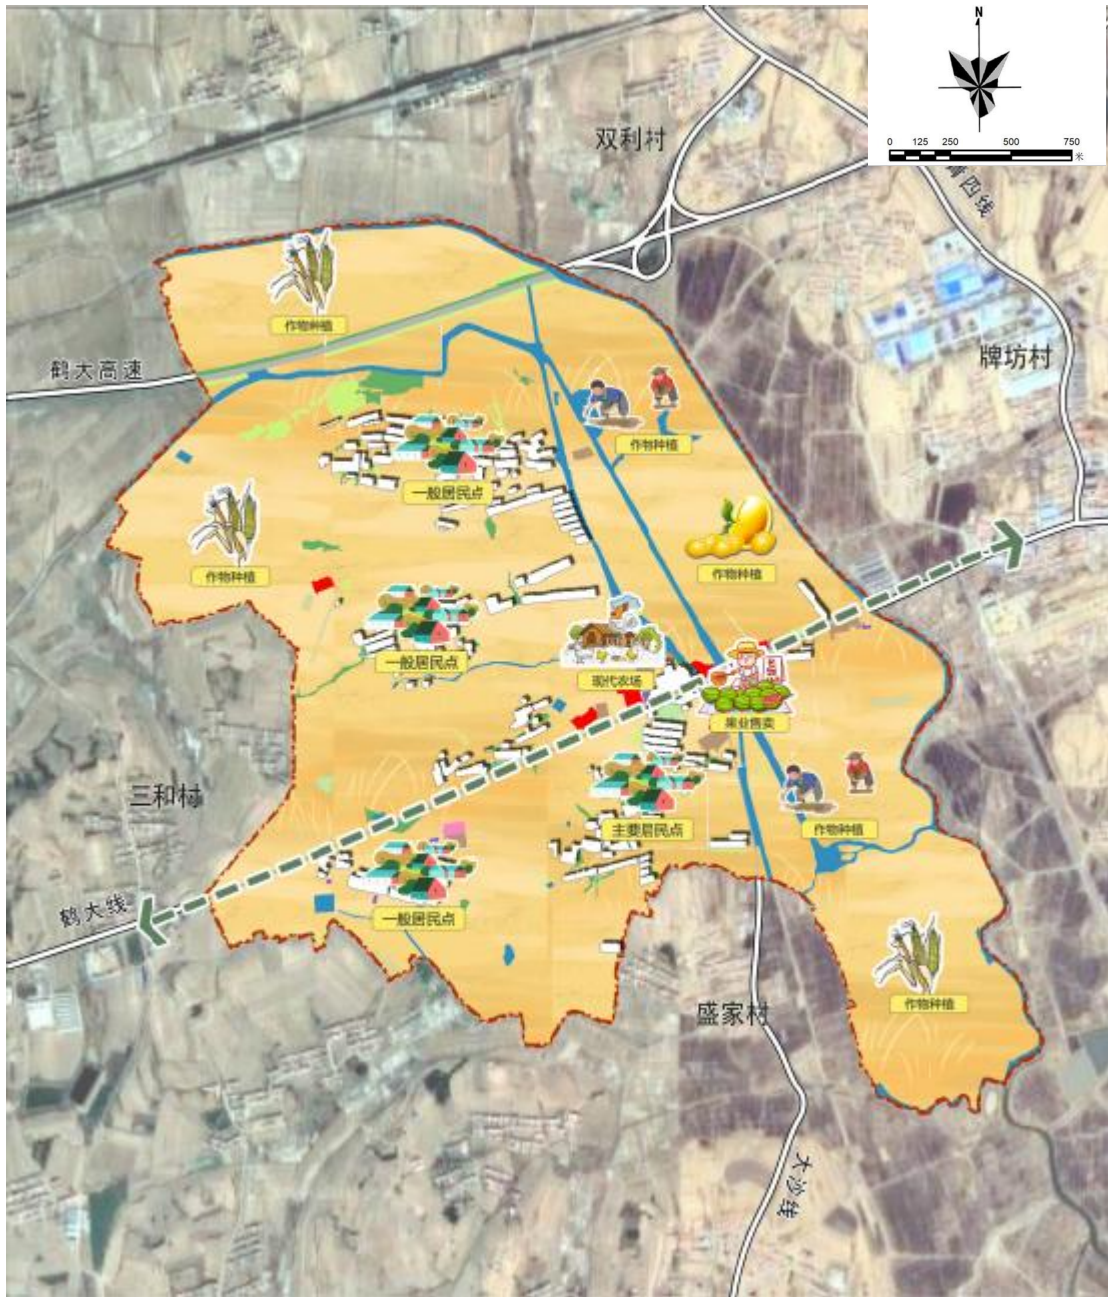 N
0 125 250 500 750
米
双利村
青四线
作物种植
牌坊村
鹤大高速
作物种植
一般居民点
作物种植
作物种植
一般居民点
现代农场
果业售卖
三和村
主要居民点
作物种植
鹤大线
一般居民点
作物种植
盛家村
大沙线